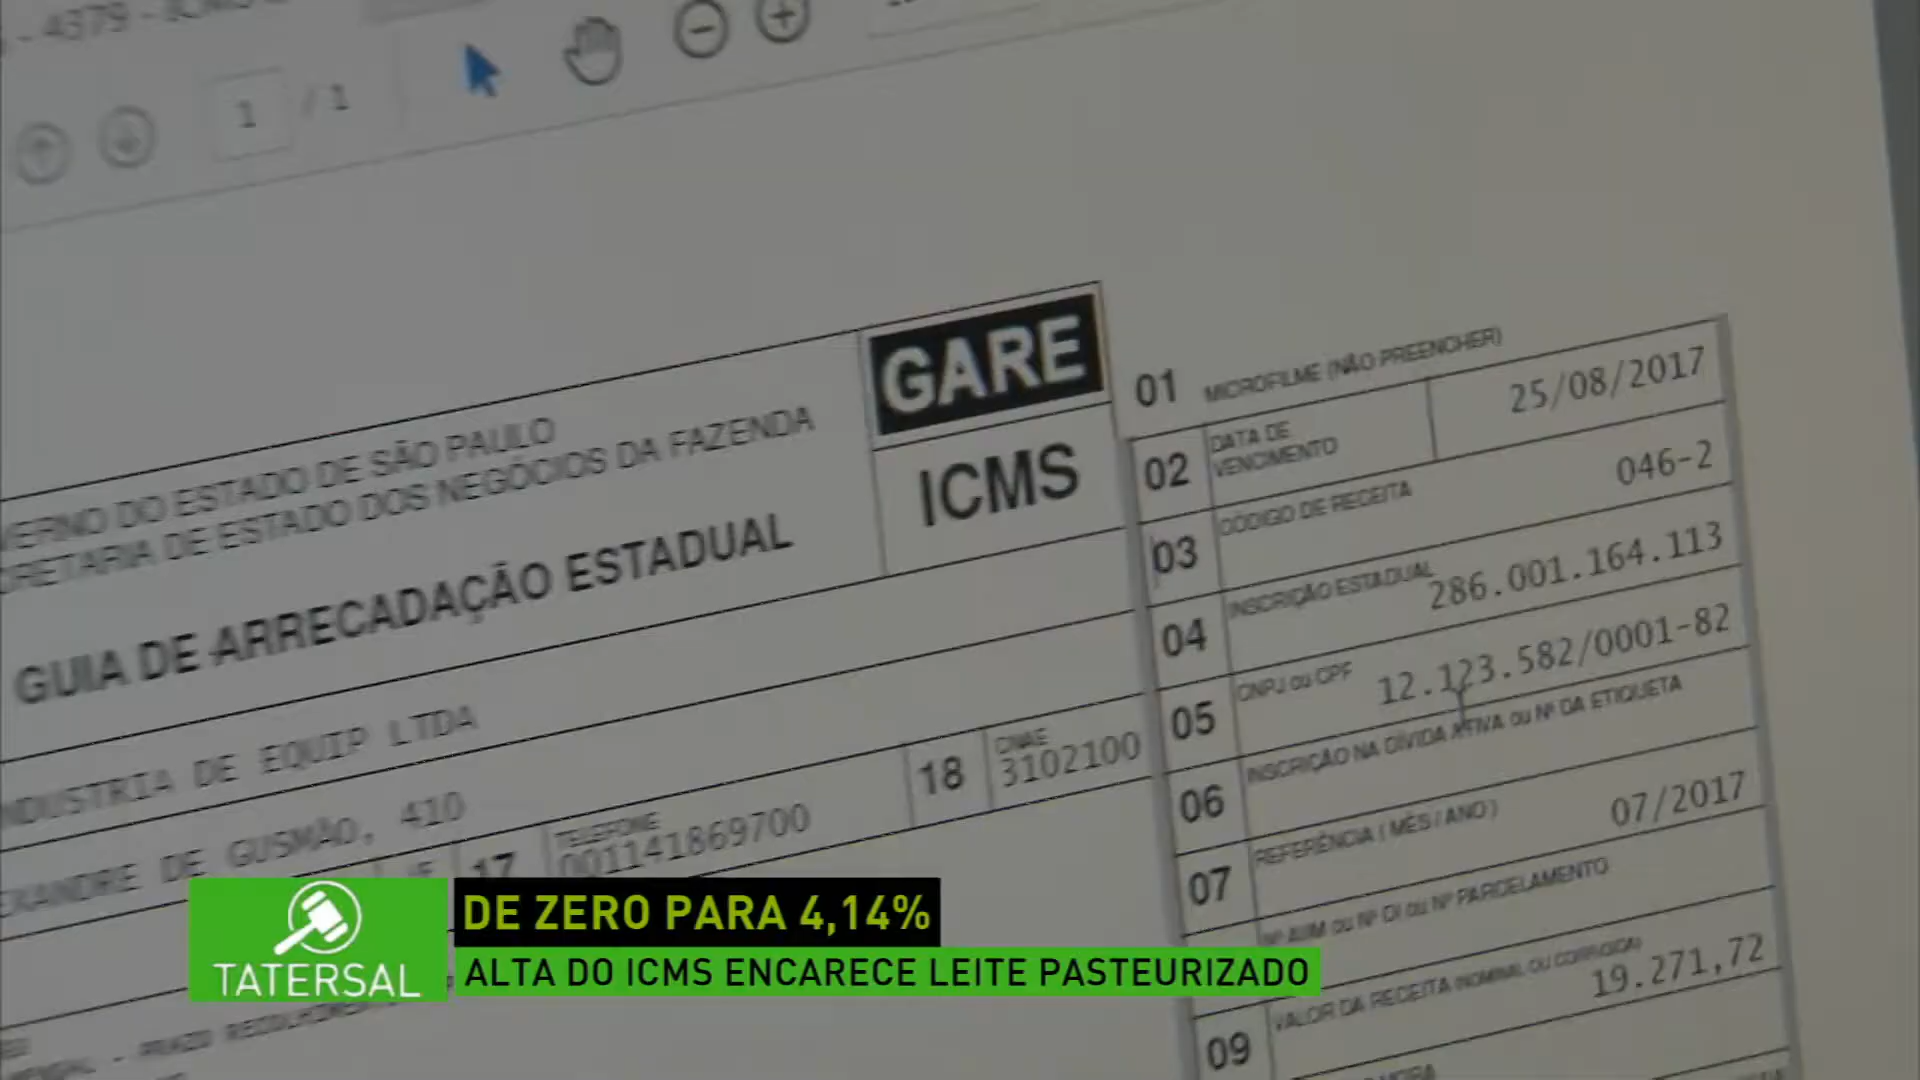 - 4379 -
1 / 1
GARE
ICMS
VERNO DO ESTADO DE SÃO PAULO
CRETARIA DE ESTADO DOS NEGÓCIOS DA FAZENDA
GUIA DE ARRECADAÇÃO ESTADUAL
NDUSTRIA DE EQUIP LTDA
EXANDRE DE GUSMÃO, 410
17 TELEFONE
001141869700
18 CNAE
3102100
01 MICROFILME (NÃO PREENCHER)
02 DATA DE VENCIMENTO 25/08/2017
03 CÓDIGO DE RECEITA 046-2
04 INSCRIÇÃO ESTADUAL 286.001.164.113
05 CNPJ ou CPF 12.123.582/0001-82
06 INSCRIÇÃO NA DÍVIDA ATIVA ou Nº DA ETIQUETA
07 REFERÊNCIA (MÊS / ANO) 07/2017
Nº AIIM ou Nº DI ou Nº PARCELAMENTO
09 VALOR DA RECEITA (NOMINAL OU CORRIGIDA) 19.271,72
TATERSAL
DE ZERO PARA 4,14%
ALTA DO ICMS ENCARECE LEITE PASTEURIZADO